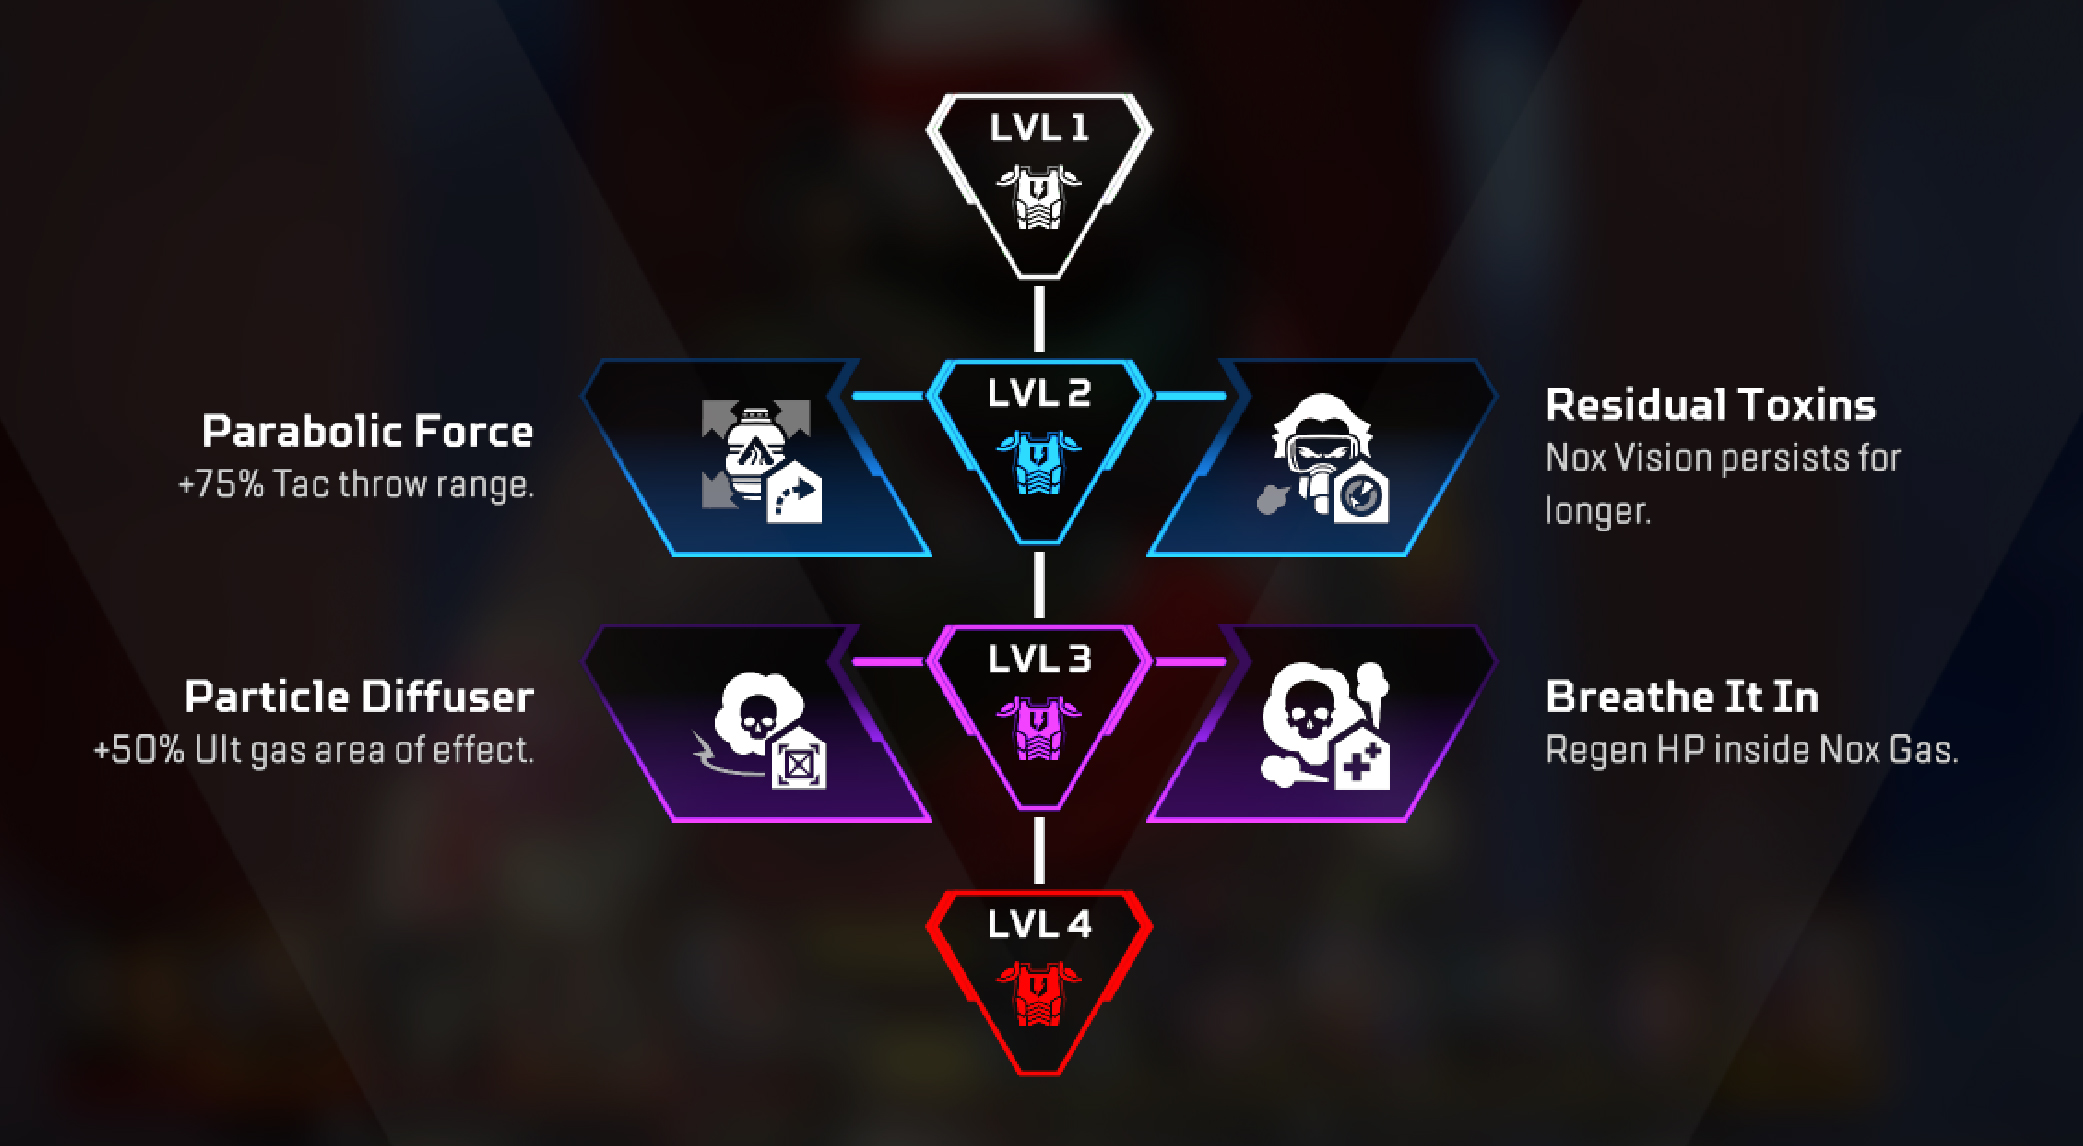 LVL 1
LVL 2
Parabolic Force
+75% Tac throw range.
Residual Toxins
Nox Vision persists for
longer.
LVL 3
Particle Diffuser
+50% Ult gas area of effect.
Breathe It In
Regen HP inside Nox Gas.
LVL 4